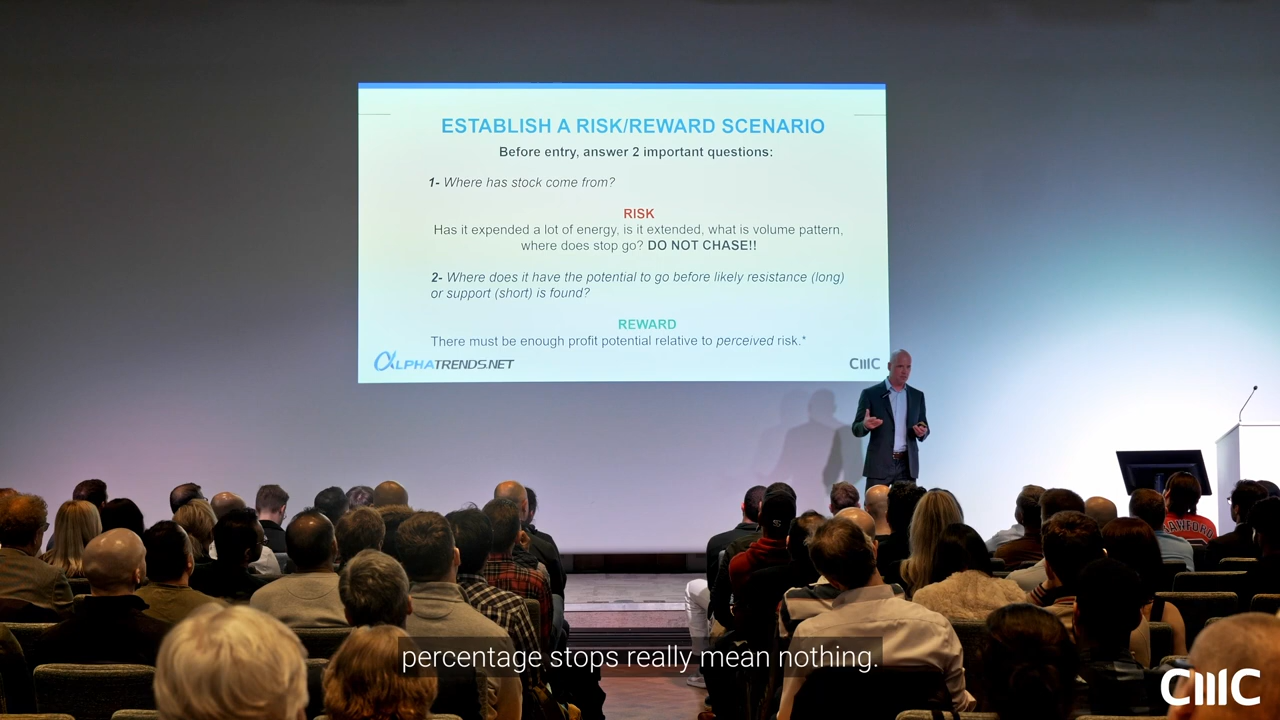 ESTABLISH A RISK/REWARD SCENARIO
Before entry, answer 2 important questions:
1- Where has stock come from?
RISK
Has it expended a lot of energy, is it extended, what is volume pattern,
where does stop go? DO NOT CHASE!!
2- Where does it have the potential to go before likely resistance (long)
or support (short) is found?
REWARD
There must be enough profit potential relative to perceived risk.*
ALPHATRENDS.NET
CMC
percentage stops really mean nothing.
CMC